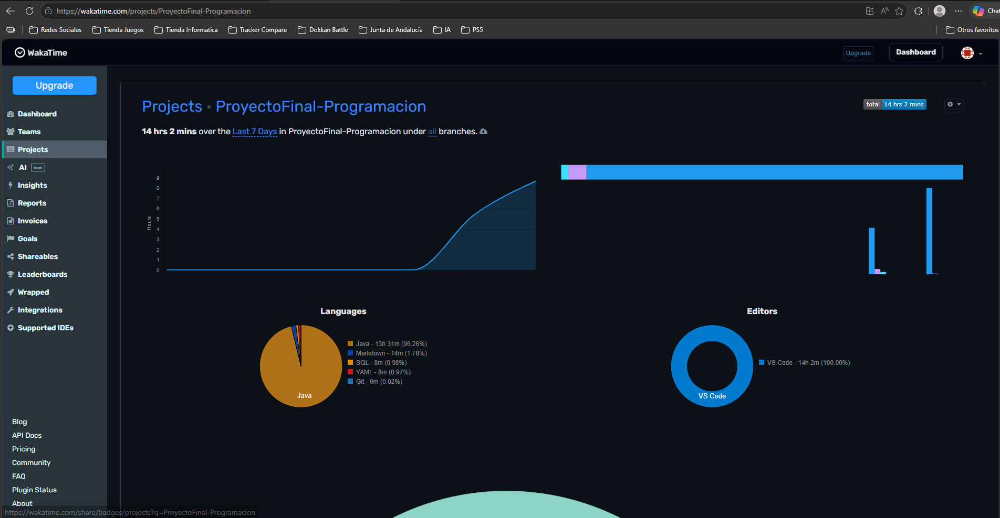 https://wakatime.com/projects/ProyectoFinal-Programacion
Chat
Redes Sociales
Tienda Juegos
Tienda Informatica
Tracker Compare
Dokkan Battle
Junta de Andalucia
IA
PS5
Otros favoritos
WakaTime
Upgrade
Dashboard
Upgrade
Dashboard
Teams
Projects
AI new
Insights
Reports
Invoices
Goals
Shareables
Leaderboards
Wrapped
Integrations
Supported IDEs
Blog
API Docs
Pricing
Community
FAQ
Plugin Status
About
https://wakatime.com/share/badges/projects?q=ProyectoFinal-Programacion
Projects • ProyectoFinal-Programacion
total 14 hrs 2 mins
14 hrs 2 mins over the Last 7 Days in ProyectoFinal-Programacion under all branches.
Hours
9
8
7
6
5
4
3
2
1
0
Languages
Java - 13h 31m (96.26%)
Markdown - 14m (1.78%)
SQL - 8m (0.98%)
YAML - 8m (0.97%)
Git - 0m (0.02%)
Java
Editors
VS Code - 14h 2m (100.00%)
VS Code